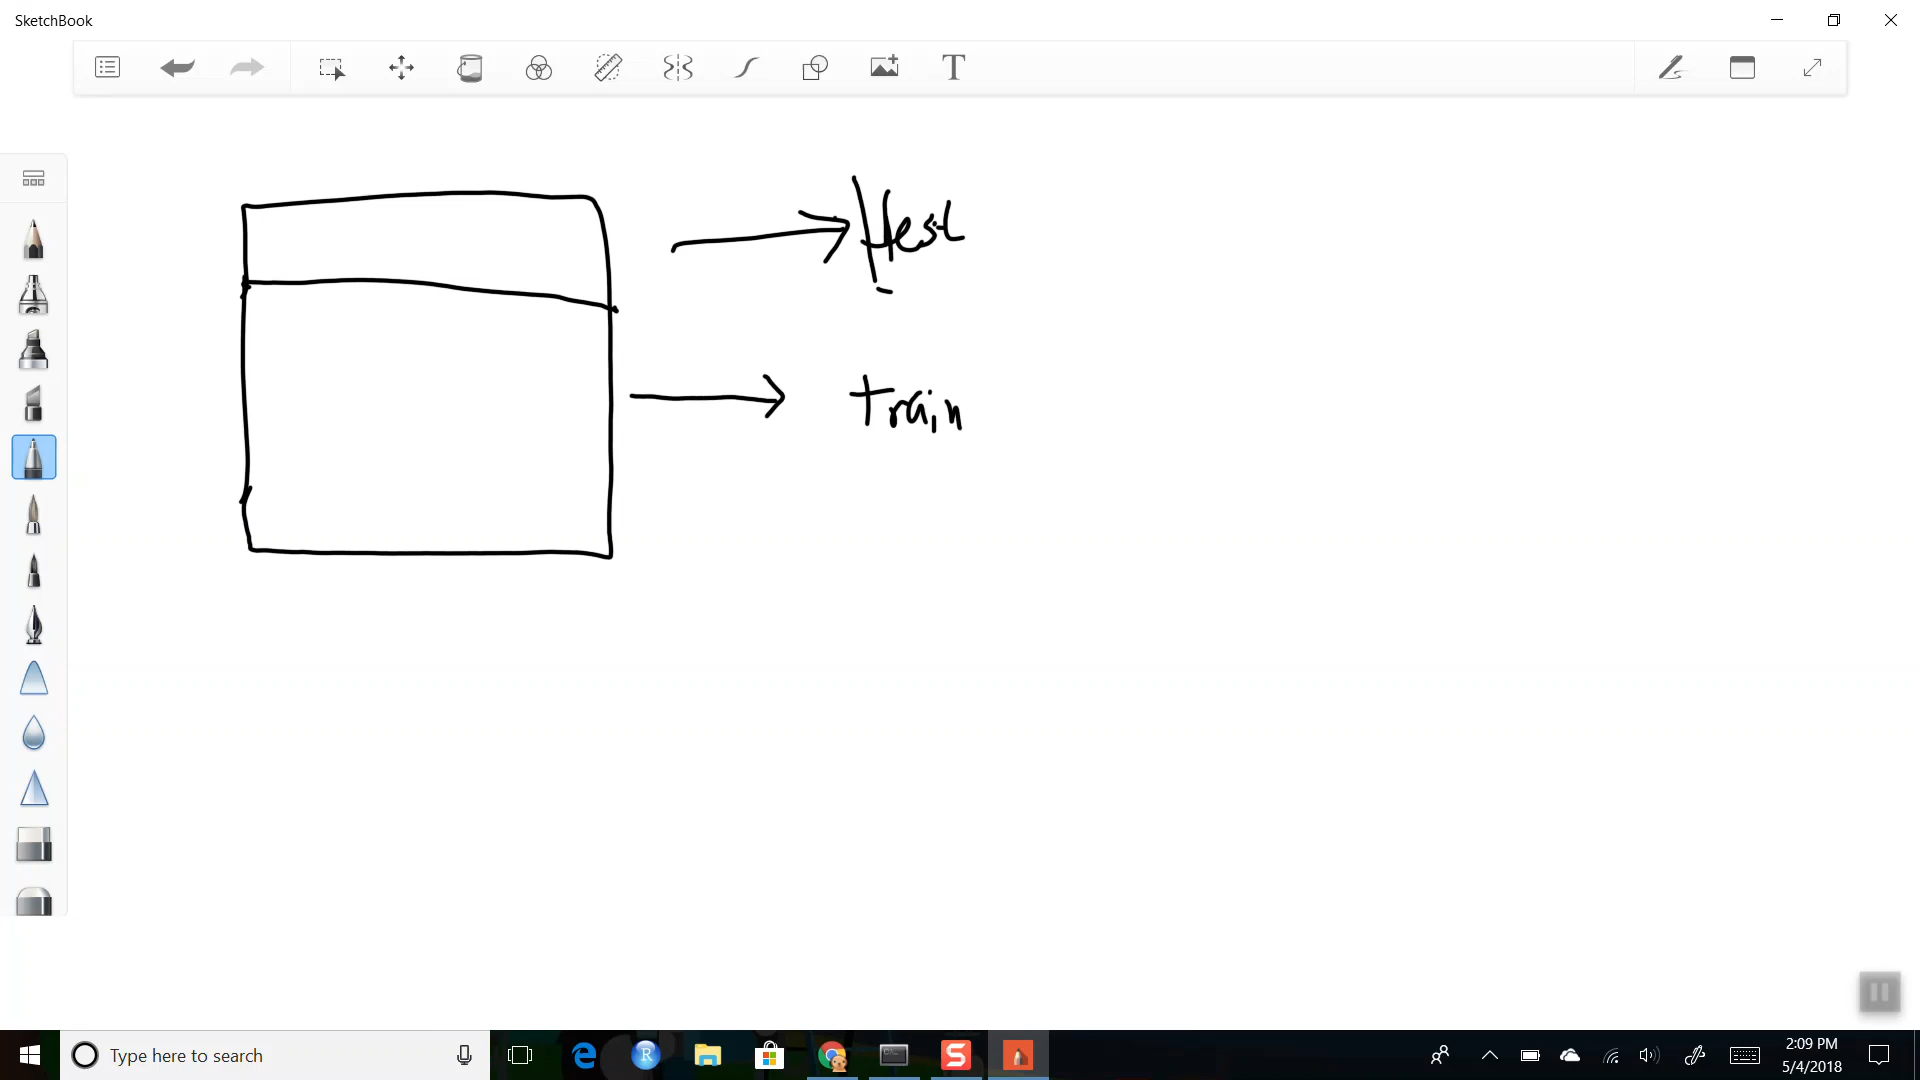 SketchBook
T
test
train
Type here to search
2:09 PM
5/4/2018